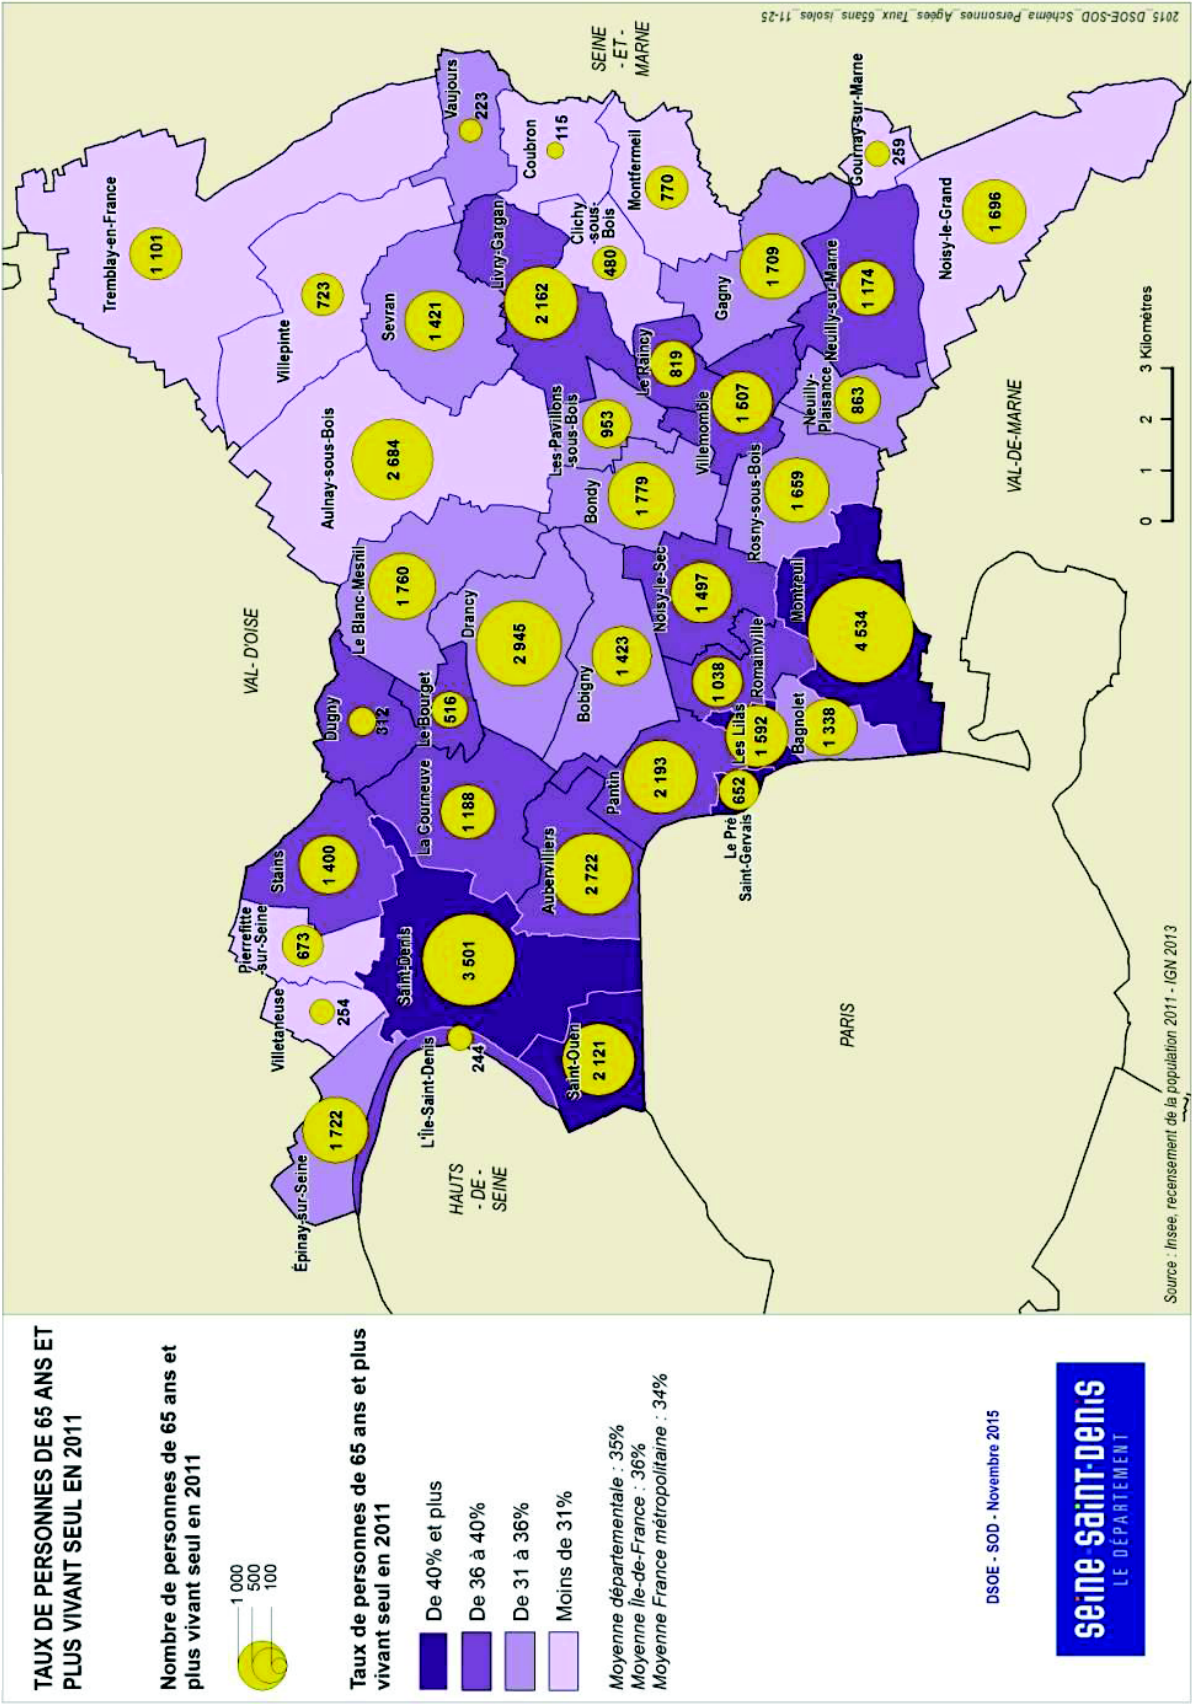 TAUX DE PERSONNES DE 65 ANS ET
PLUS VIVANT SEUL EN 2011
Nombre de personnes de 65 ans et
plus vivant seul en 2011
1 000
500
100
Taux de personnes de 65 ans et plus
vivant seul en 2011
De 40% et plus
De 36 à 40%
De 31 à 36%
Moins de 31%
Moyenne départementale : 35%
Moyenne Île-de-France : 36%
Moyenne France métropolitaine : 34%
DSOE - SOD - Novembre 2015
seine-saint-denis
LE DÉPARTEMENT
Épinay-sur-Seine
1 722
Villetaneuse
254
Pierrefitte
-sur-Seine
673
Stains
1 400
L'Île-Saint-Denis
244
Saint-Denis
3 501
Saint-Ouen
2 121
La Courneuve
1 188
Aubervilliers
2 722
Dugny
312
Le Bourget
516
Le Blanc-Mesnil
1 760
Drancy
2 945
Bobigny
1 423
Pantin
2 193
Le Pré
Saint-Gervais
652
Les Lilas
1 592
Romainville
1 038
Bagnolet
1 338
Montreuil
4 534
Noisy-le-Sec
1 497
Bondy
1 779
Les Pavillons
-sous-Bois
953
Rosny-sous-Bois
1 659
Villemomble
1 507
Le Raincy
819
Neuilly-
Plaisance
863
Neuilly-sur-Marne
1 174
Gagny
1 709
Aulnay-sous-Bois
2 684
Villepinte
723
Tremblay-en-France
1 101
Sevran
1 421
Livry-Gargan
2 162
Vaujours
223
Coubron
115
Clichy
-sous-
Bois
480
Montfermeil
770
Gournay-sur-Marne
259
Noisy-le-Grand
1 696
VAL- D'OISE
SEINE
- ET -
MARNE
HAUTS
- DE -
SEINE
PARIS
VAL-DE-MARNE
0 1 2 3 Kilomètres
Source : Insee, recensement de la population 2011 - IGN 2013
2015_DSOE-SOD_Schéma_Personnes_Agées_Taux_65ans_isoles_11-25